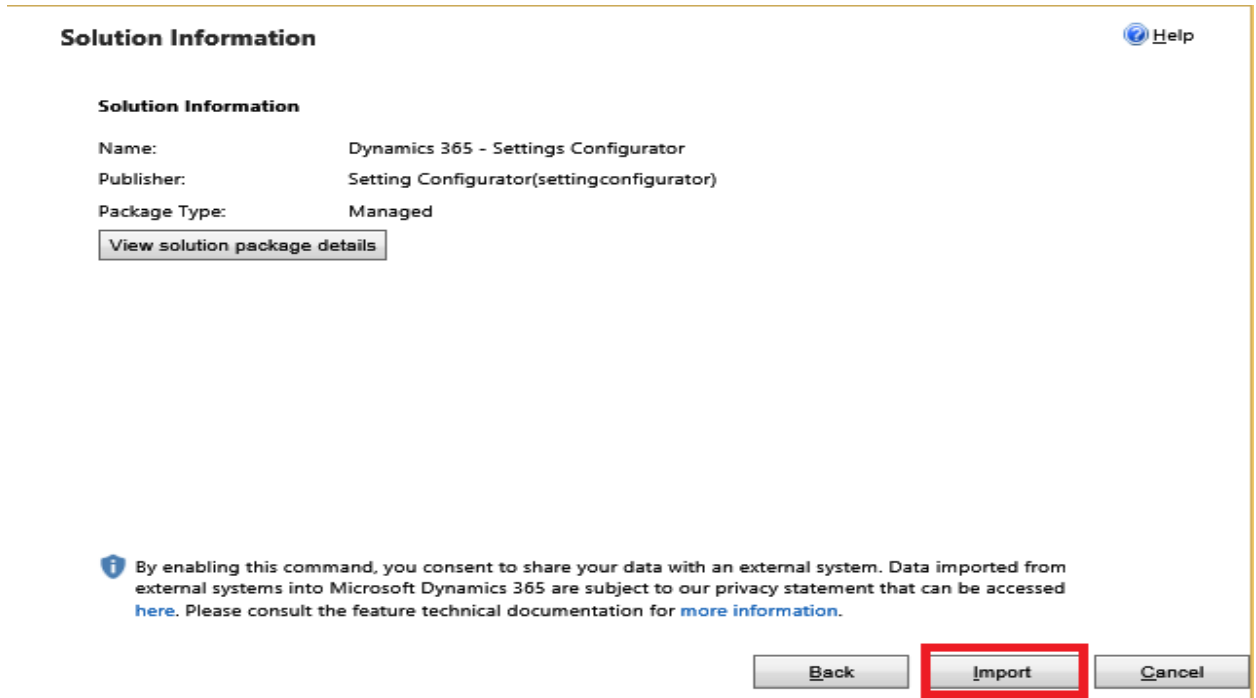 Solution Information
Help
Solution Information
Name: Dynamics 365 - Settings Configurator
Publisher: Setting Configurator(settingconfigurator)
Package Type: Managed
View solution package details
By enabling this command, you consent to share your data with an external system. Data imported from
external systems into Microsoft Dynamics 365 are subject to our privacy statement that can be accessed
here. Please consult the feature technical documentation for more information.
Back Import Cancel